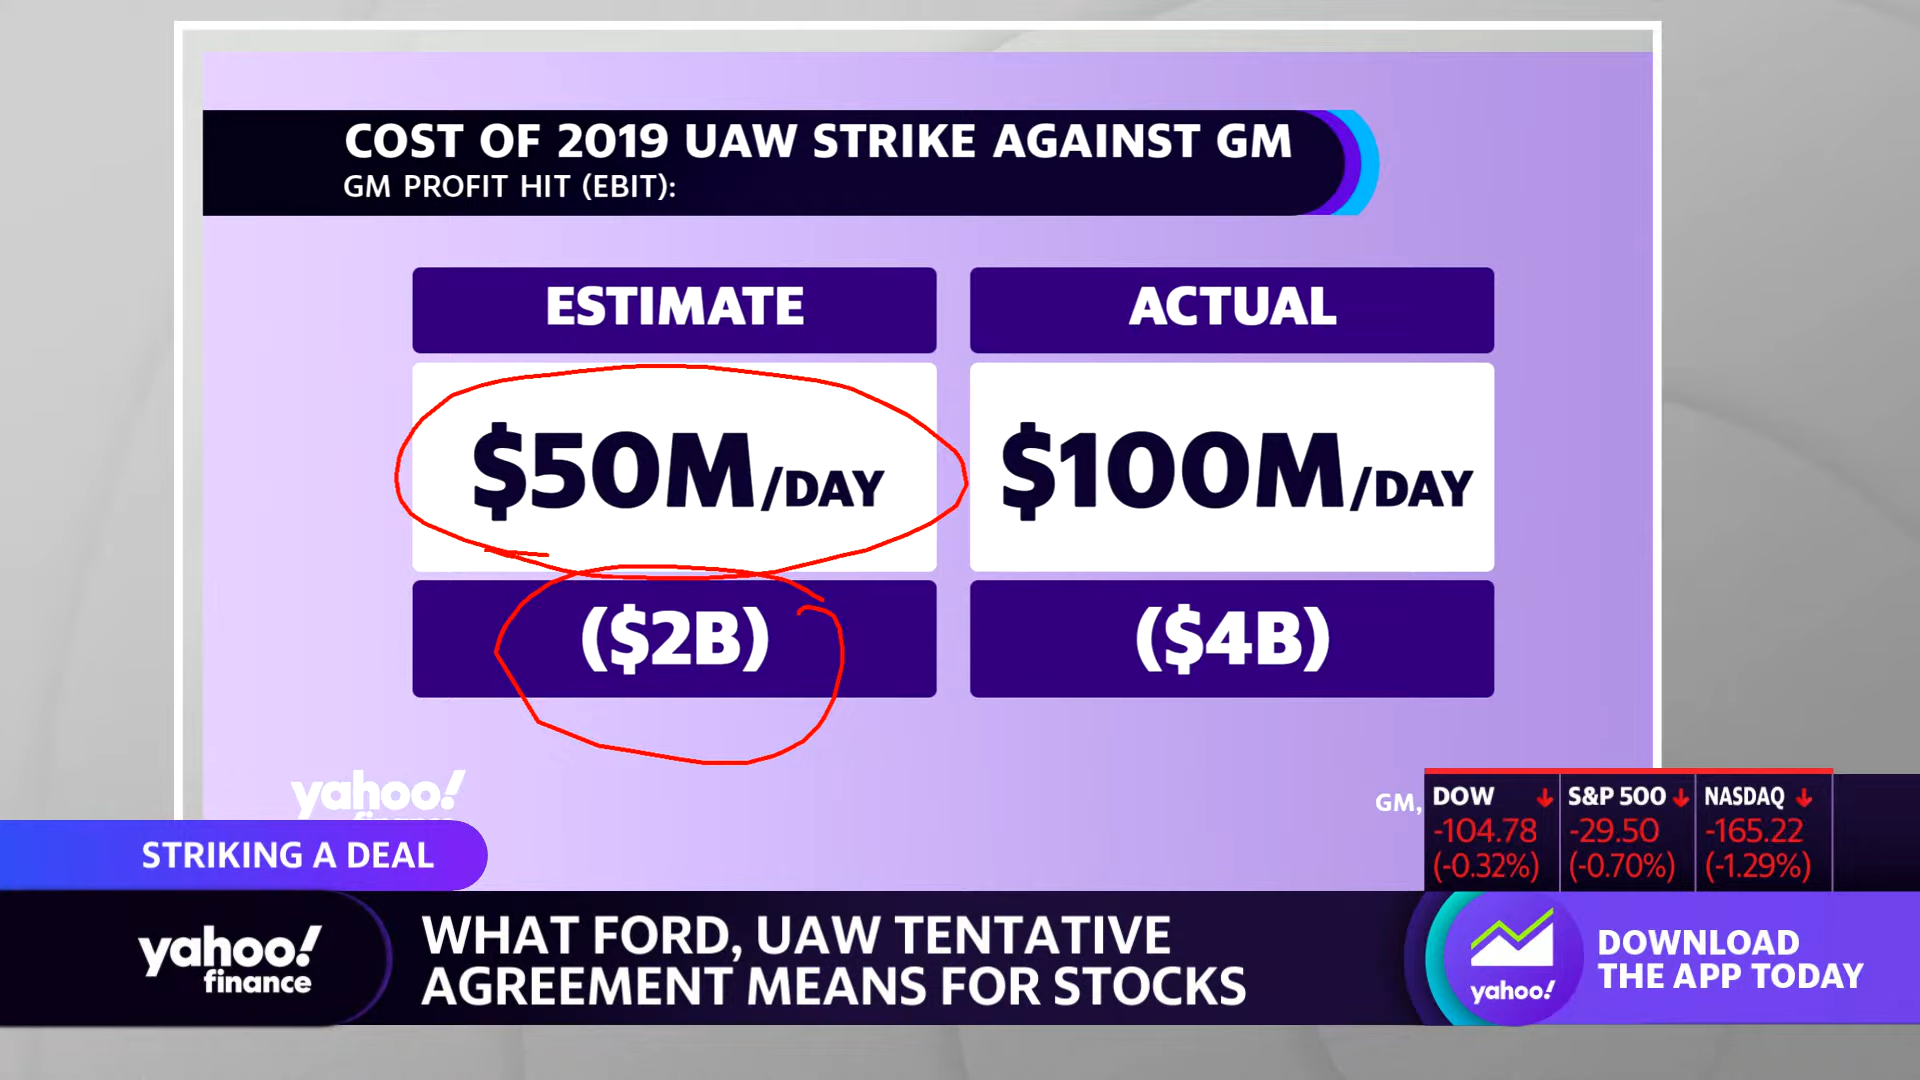 COST OF 2019 UAW STRIKE AGAINST GM
GM PROFIT HIT (EBIT):
ESTIMATE
ACTUAL
$50M/DAY
$100M/DAY
($2B)
($4B)
yahoo!
finance
GM,
DOW
-104.78
(-0.32%)
S&P 500
-29.50
(-0.70%)
NASDAQ
-165.22
(-1.29%)
STRIKING A DEAL
yahoo!
finance
WHAT FORD, UAW TENTATIVE
AGREEMENT MEANS FOR STOCKS
yahoo!
DOWNLOAD
THE APP TODAY